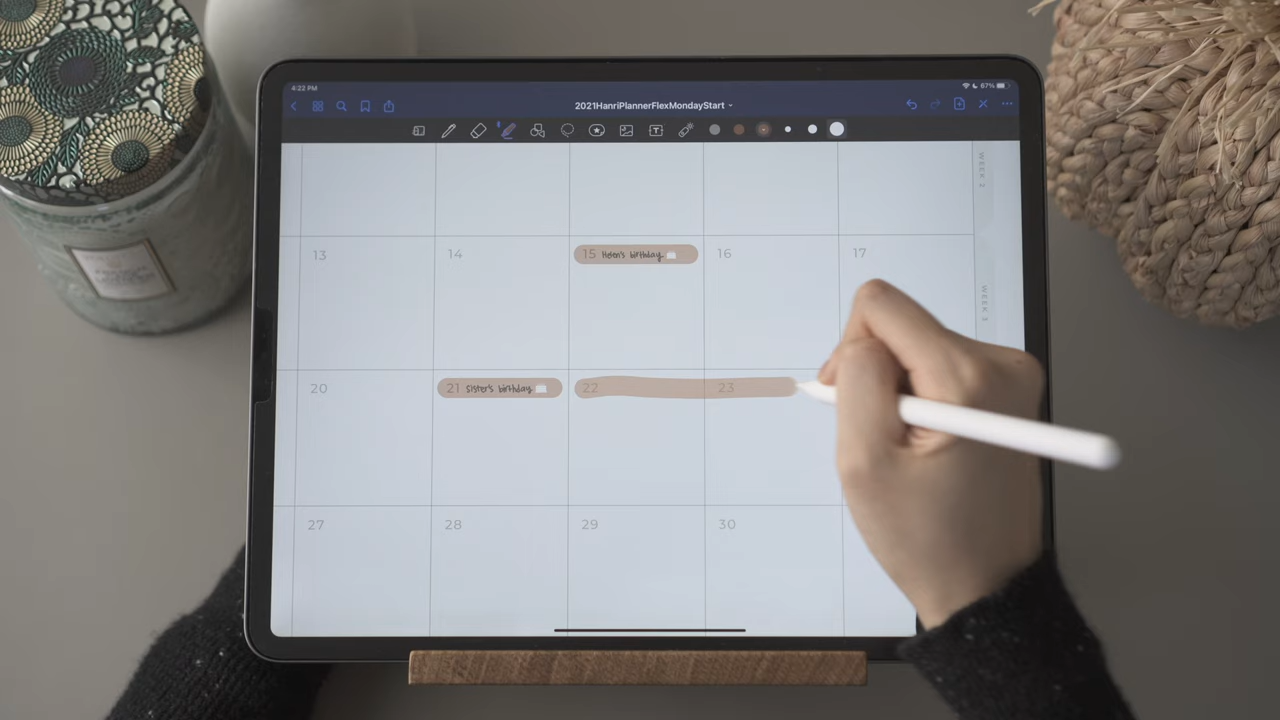 4:22 PM
67%
2021HanriPlannerFlexMondayStart
WEEK 2
13
14
15 Helen's birthday
16
17
WEEK 3
20
21 Sister's birthday
22
23
27
28
29
30